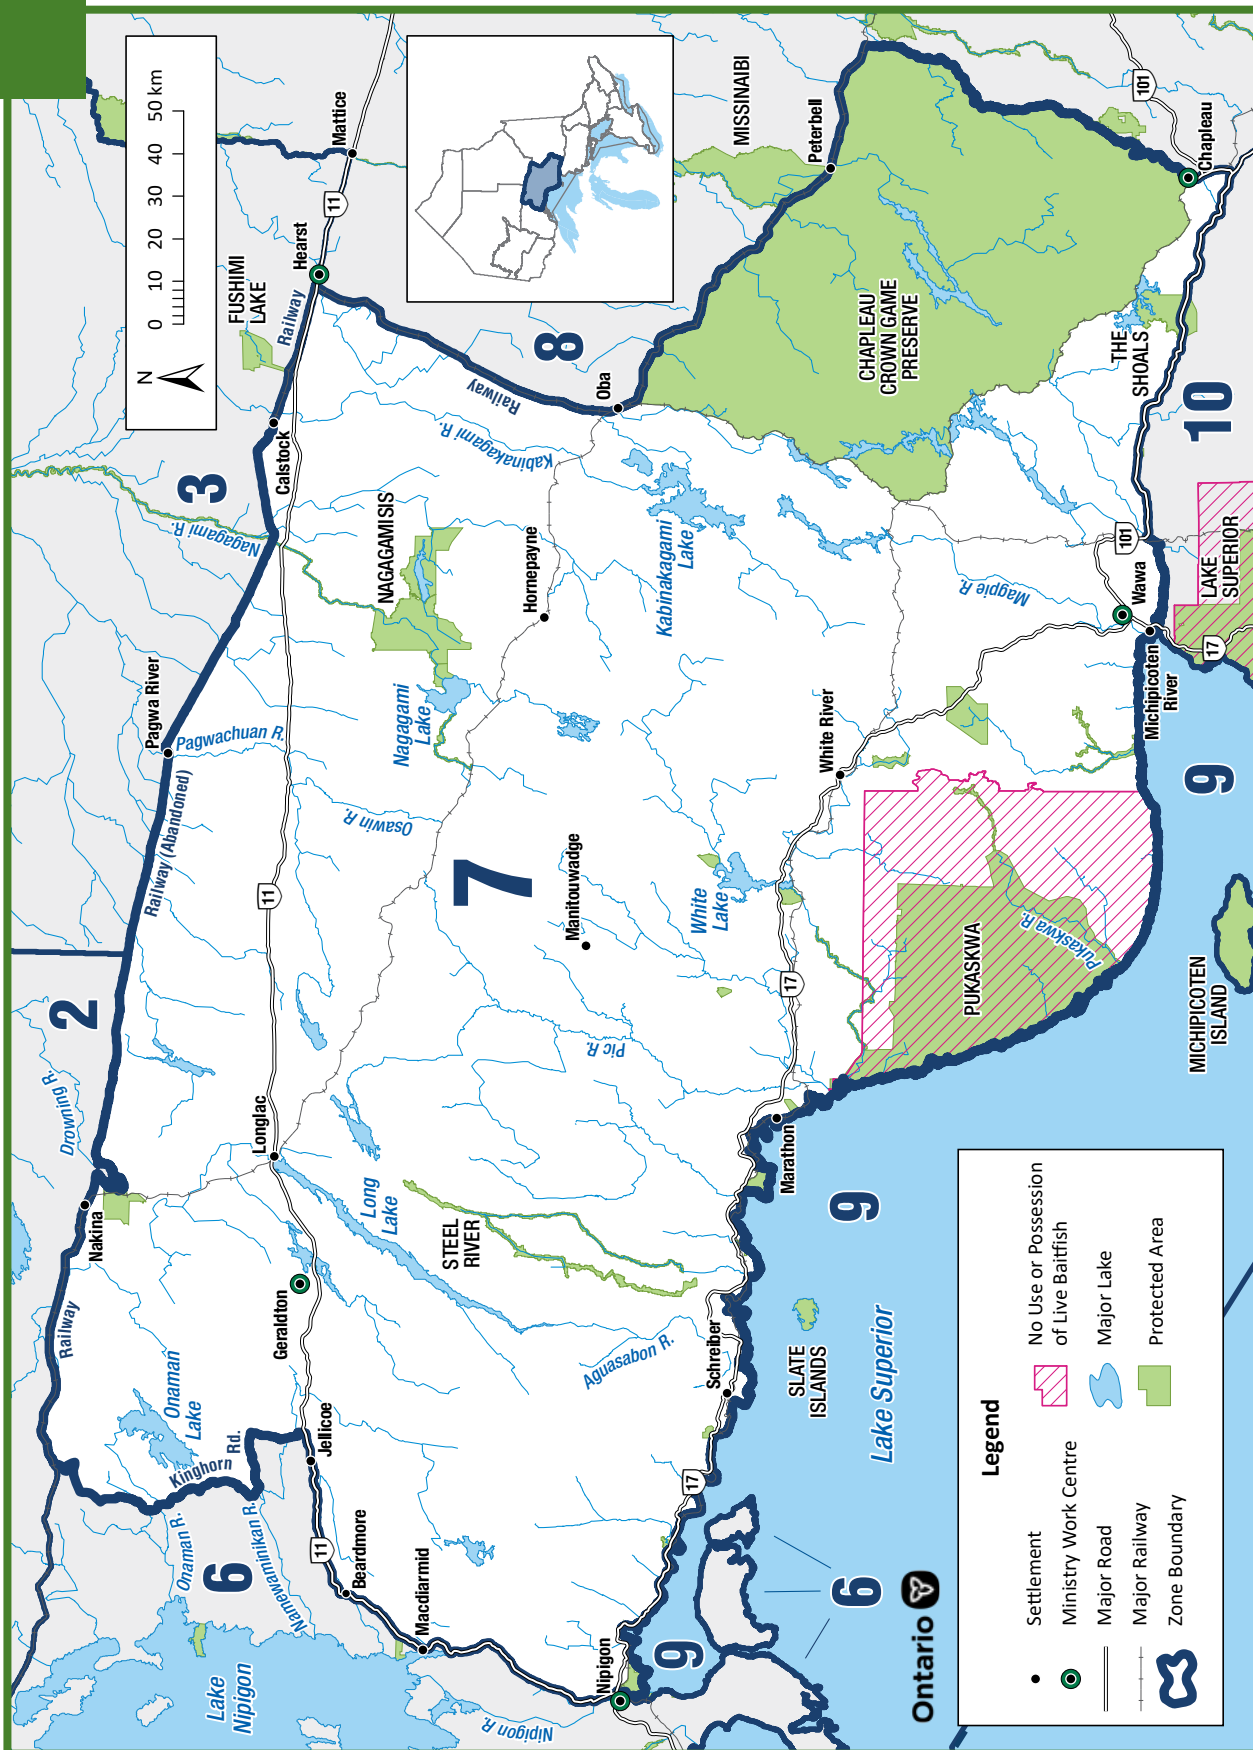 2
3
6
7
8
9
9
9
10
6
Nakina
Railway
Drowning R.
Railway (Abandoned)
Pagwa River
Pagwachuan R.
Nagagami R.
Calstock
FUSHIMI
LAKE
Railway
Hearst
11
Mattice
N
0 10 20 30 40 50 km
Onaman
Lake
Kinghorn
Rd.
Onaman R.
Namewaminikan R.
Lake
Nipigon
Jellicoe
11
Beardmore
Macdiarmid
Nipigon
Nipigon R.
Geraldton
Longlac
11
Long
Lake
STEEL
RIVER
Aguasabon R.
Schreiber
17
SLATE
ISLANDS
Lake Superior
Marathon
Pic R.
Manitouwadge
Osawin R.
Nagagami
Lake
NAGAGAMISIS
Hornepayne
Kabinakagami R.
Railway
Oba
Kabinakagami
Lake
White
Lake
White River
17
PUKASKWA
Pukaskwa R.
MICHIPICOTEN
ISLAND
Michipicoten
River
Wawa
101
17
Magpie R.
LAKE
SUPERIOR
THE
SHOALS
CHAPLEAU
CROWN GAME
PRESERVE
MISSINAIBI
Peterbell
101
Chapleau
Ontario
Legend
Settlement
Ministry Work Centre
Major Road
Major Railway
Zone Boundary
No Use or Possession
of Live Baitfish
Major Lake
Protected Area